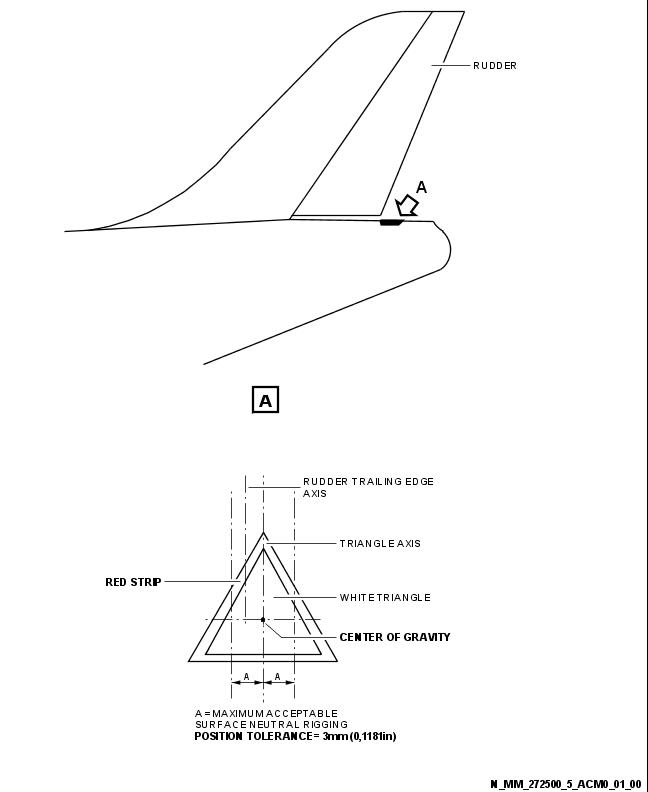 RUDDER
A
A
RUDDER TRAILING EDGE
AXIS
TRIANGLE AXIS
RED STRIP
WHITE TRIANGLE
CENTER OF GRAVITY
A A
A = MAXIMUM ACCEPTABLE
SURFACE NEUTRAL RIGGING
POSITION TOLERANCE = 3mm (0,1181in)
N_MM_272500_5_ACM0_01_00